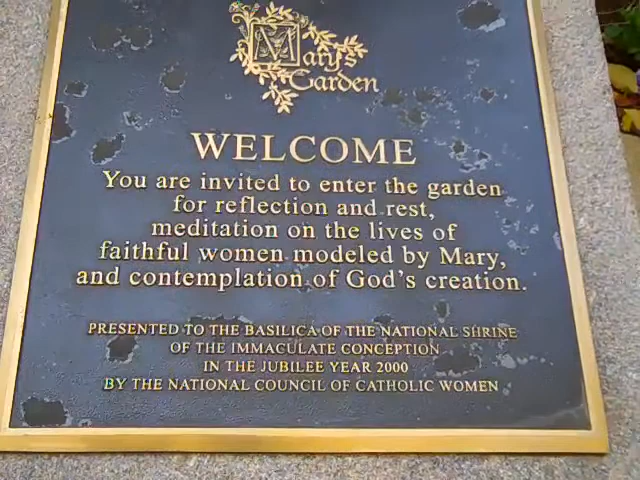 Mary's
Garden
WELCOME
You are invited to enter the garden
for reflection and rest,
meditation on the lives of
faithful women modeled by Mary,
and contemplation of God's creation.
PRESENTED TO THE BASILICA OF THE NATIONAL SHRINE
OF THE IMMACULATE CONCEPTION
IN THE JUBILEE YEAR 2000
BY THE NATIONAL COUNCIL OF CATHOLIC WOMEN